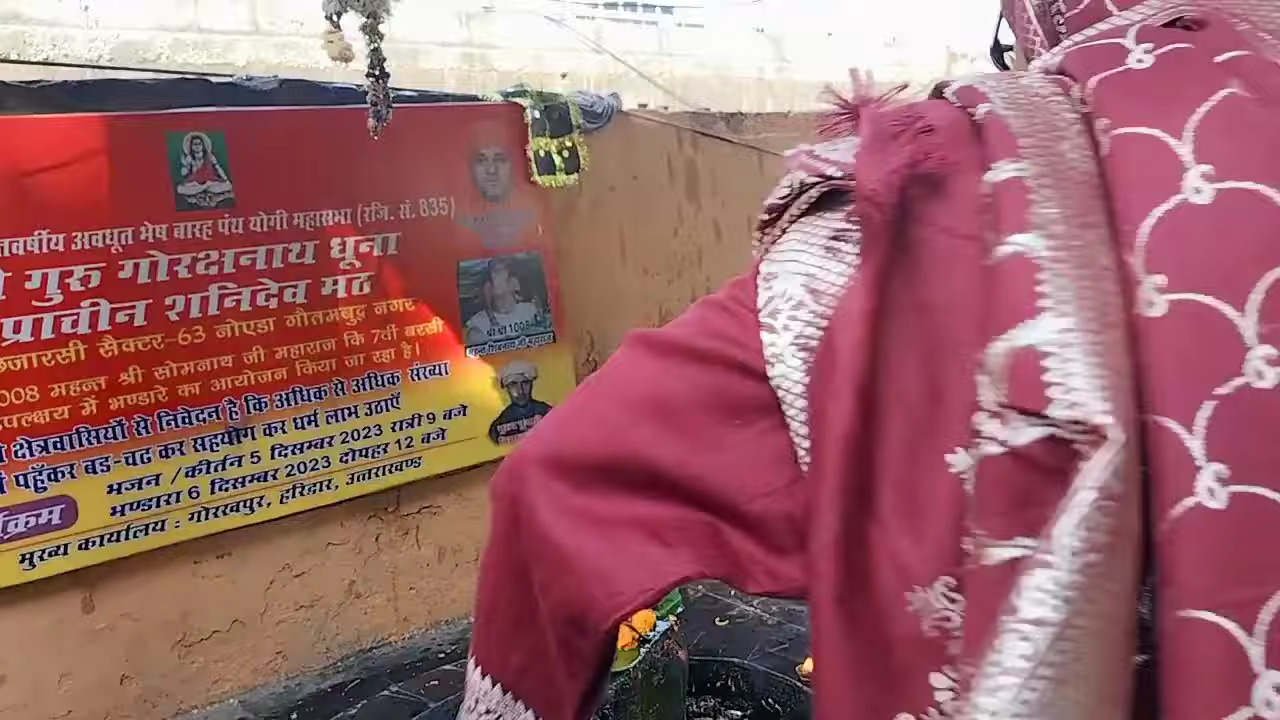 अवधूत भेष बारह पंथ योगी महासभा (रजि. सं. 835)
गुरु गोरक्षनाथ धूना
प्राचीन शनिदेव मठ
सैक्टर-63 नोएडा गौतमबुद्ध नगर
महन्त श्री सोमनाथ जी महाराज कि 7वीं बरसी
में भण्डारे का आयोजन किया जा रहा है।
क्षेत्रवासियों से निवेदन है कि अधिक से अधिक संख्या
पहुँकर बड-चढ कर सहयोग कर धर्म लाभ उठाएँ
भजन /कीर्तन 5 दिसम्बर 2023 रात्री 9 बजे
भण्डारा 6 दिसम्बर 2023 दोपहर 12 बजे
मुख्य कार्यालय : गोरखपुर, हरिद्वार, उत्तराखण्ड
श्री श्री 1008